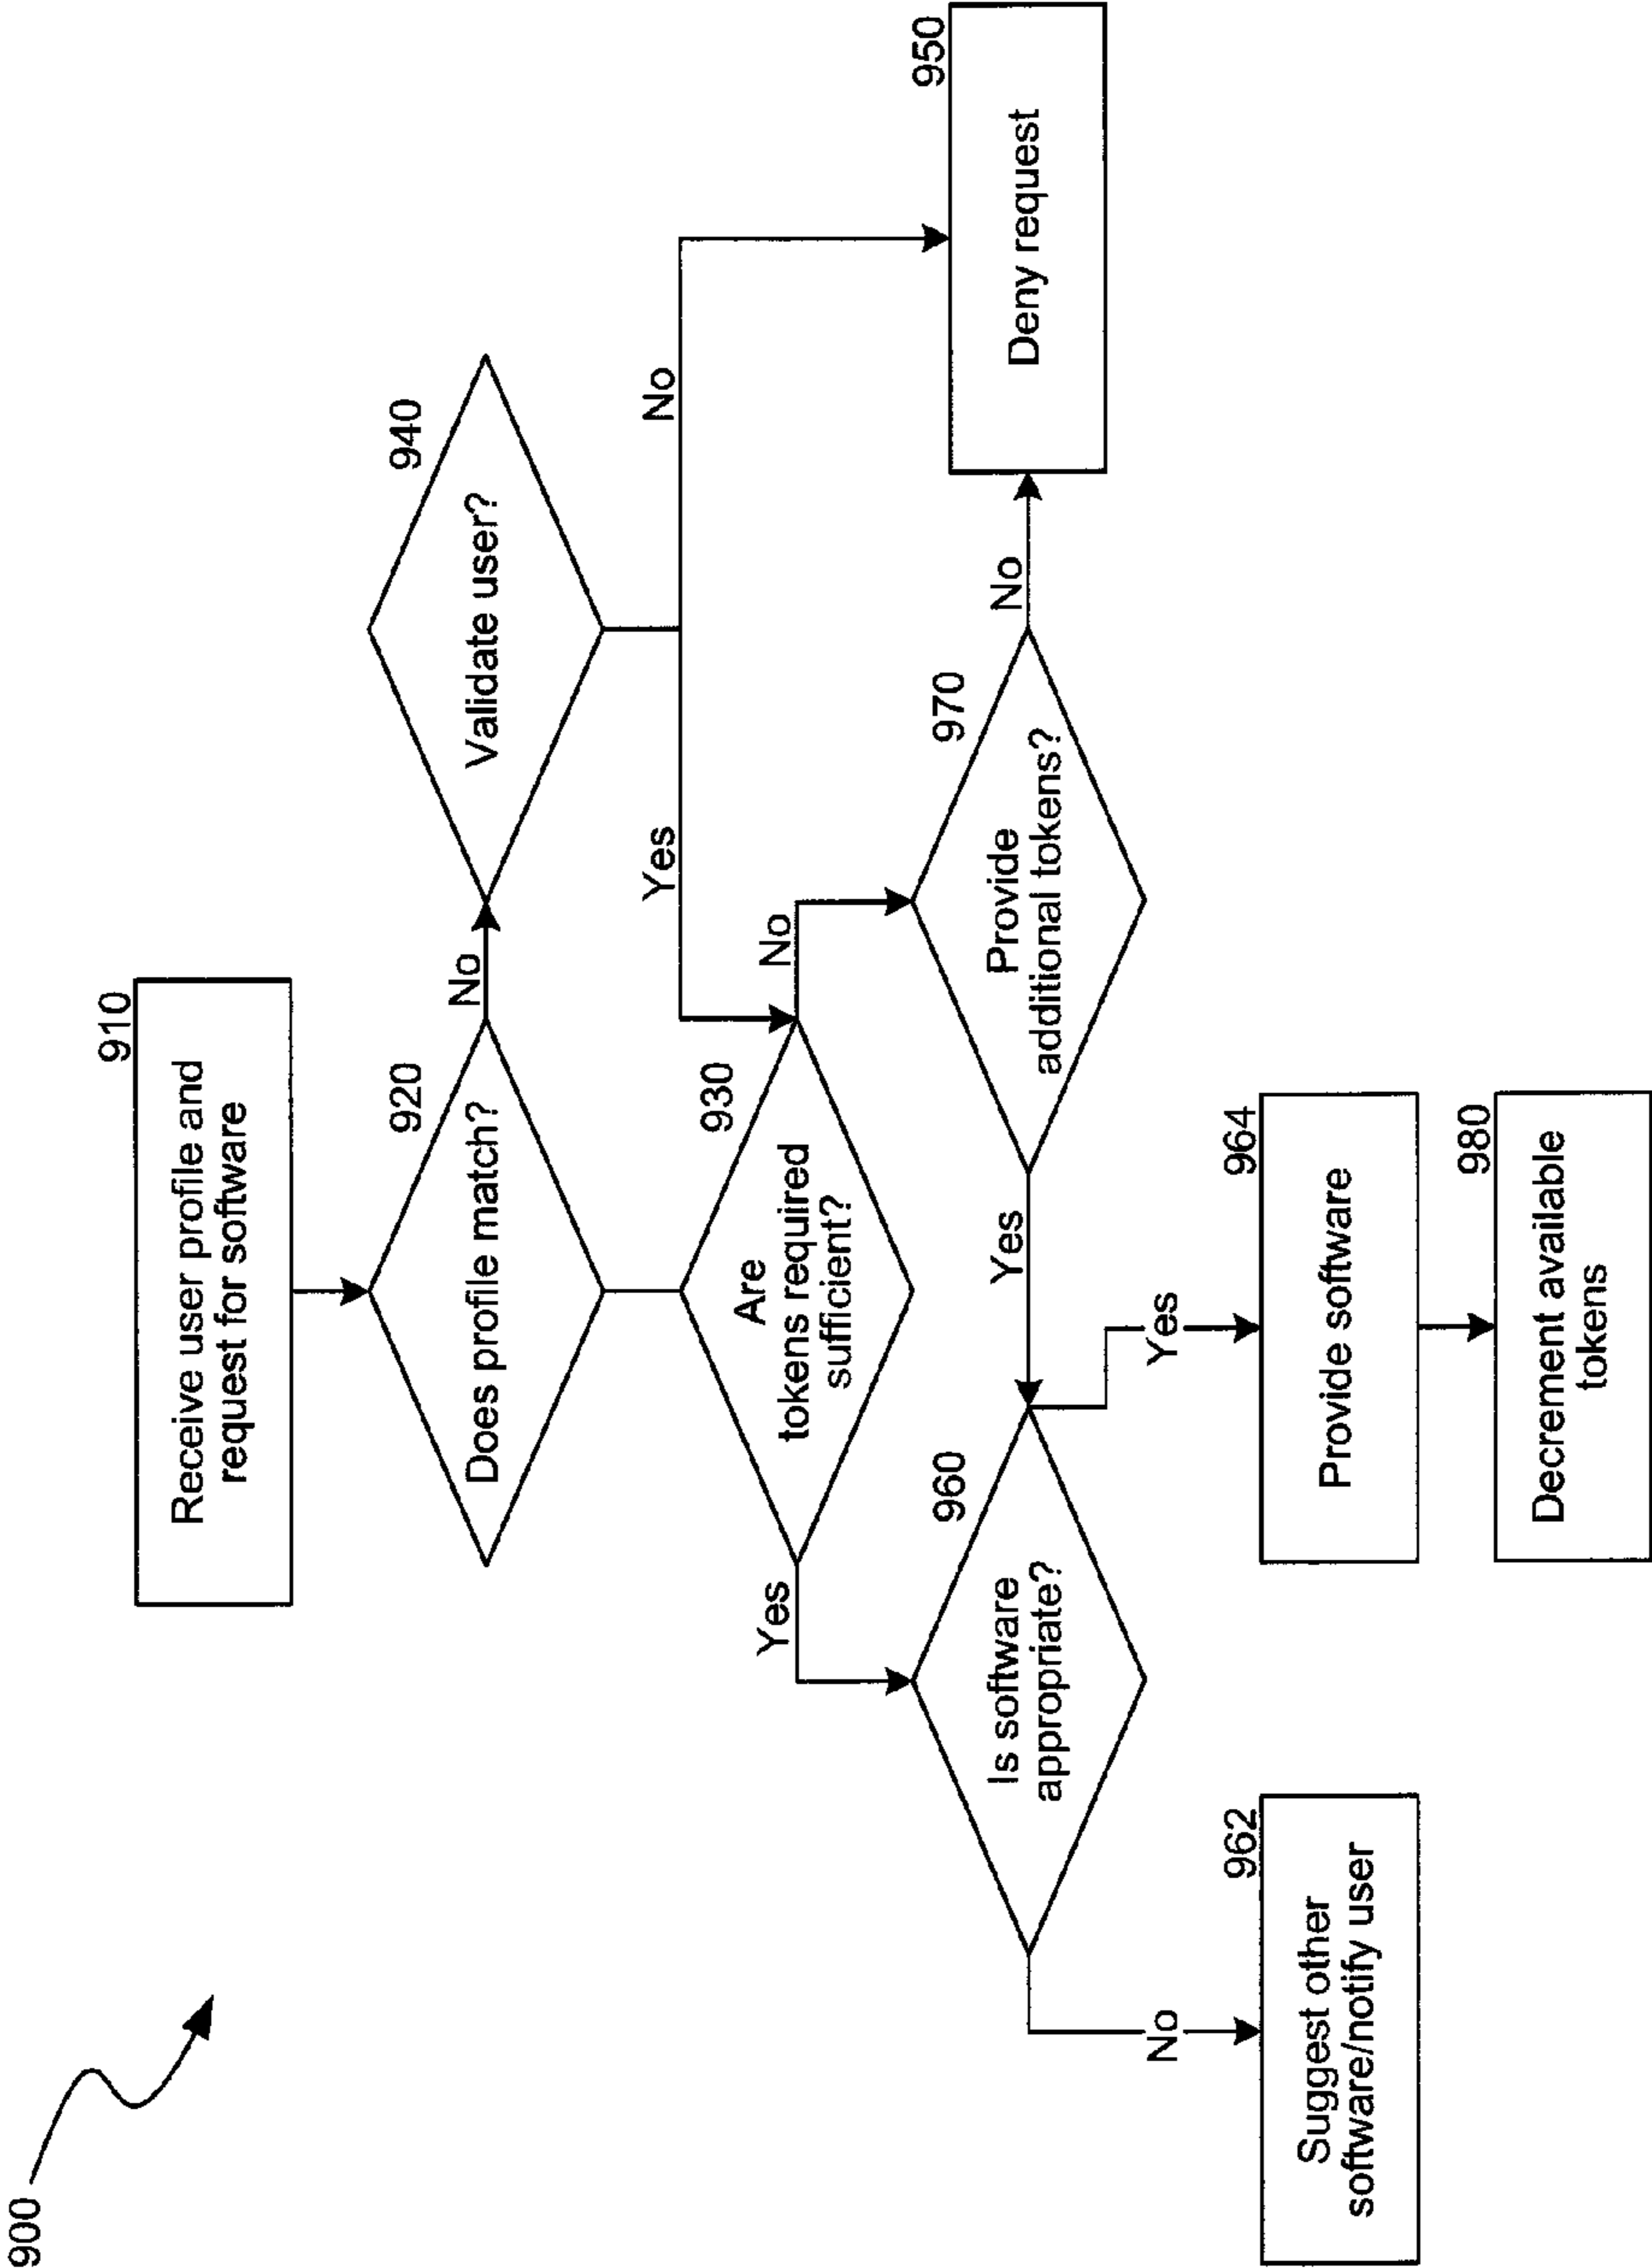 900
910
Receive user profile and
request for software
920
Does profile match?
No
940
Validate user?
Yes
No
930
Are
tokens required
sufficient?
Yes
No
970
Provide
additional tokens?
No
950
Deny request
Yes
960
Is software
appropriate?
No
Yes
962
Suggest other
software/notify user
964
Provide software
980
Decrement available
tokens